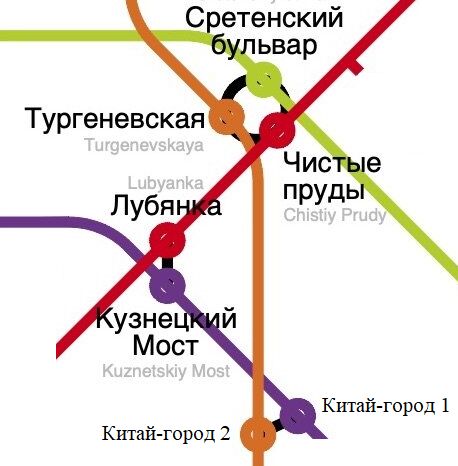 Сретенский
бульвар
Тургеневская
Turgenevskaya
Чистые
пруды
Chistiy Prudy
Lubyanka
Лубянка
Кузнецкий
Мост
Kuznetskiy Most
Китай-город 1
Китай-город 2